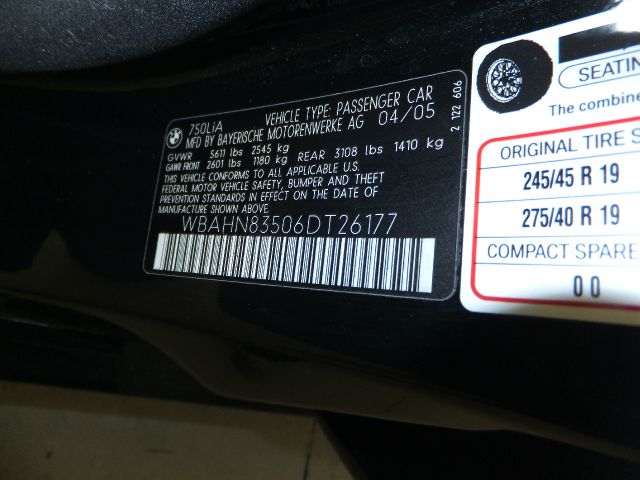 BMW
750LiA VEHICLE TYPE: PASSENGER CAR
MFD BY BAYERISCHE MOTORENWERKE AG 04/05
GVWR 5611 lbs 2545 kg
GAWR FRONT 2601 lbs 1180 kg REAR 3108 lbs 1410 kg
THIS VEHICLE CONFORMS TO ALL APPLICABLE U.S.
FEDERAL MOTOR VEHICLE SAFETY, BUMPER AND THEFT
PREVENTION STANDARDS IN EFFECT ON THE DATE OF
MANUFACTURE SHOWN ABOVE.
WBAHN83506DT26177
2 122 606
SEATIN
The combine
ORIGINAL TIRE S
245/45 R 19
275/40 R 19
COMPACT SPARE
0 0